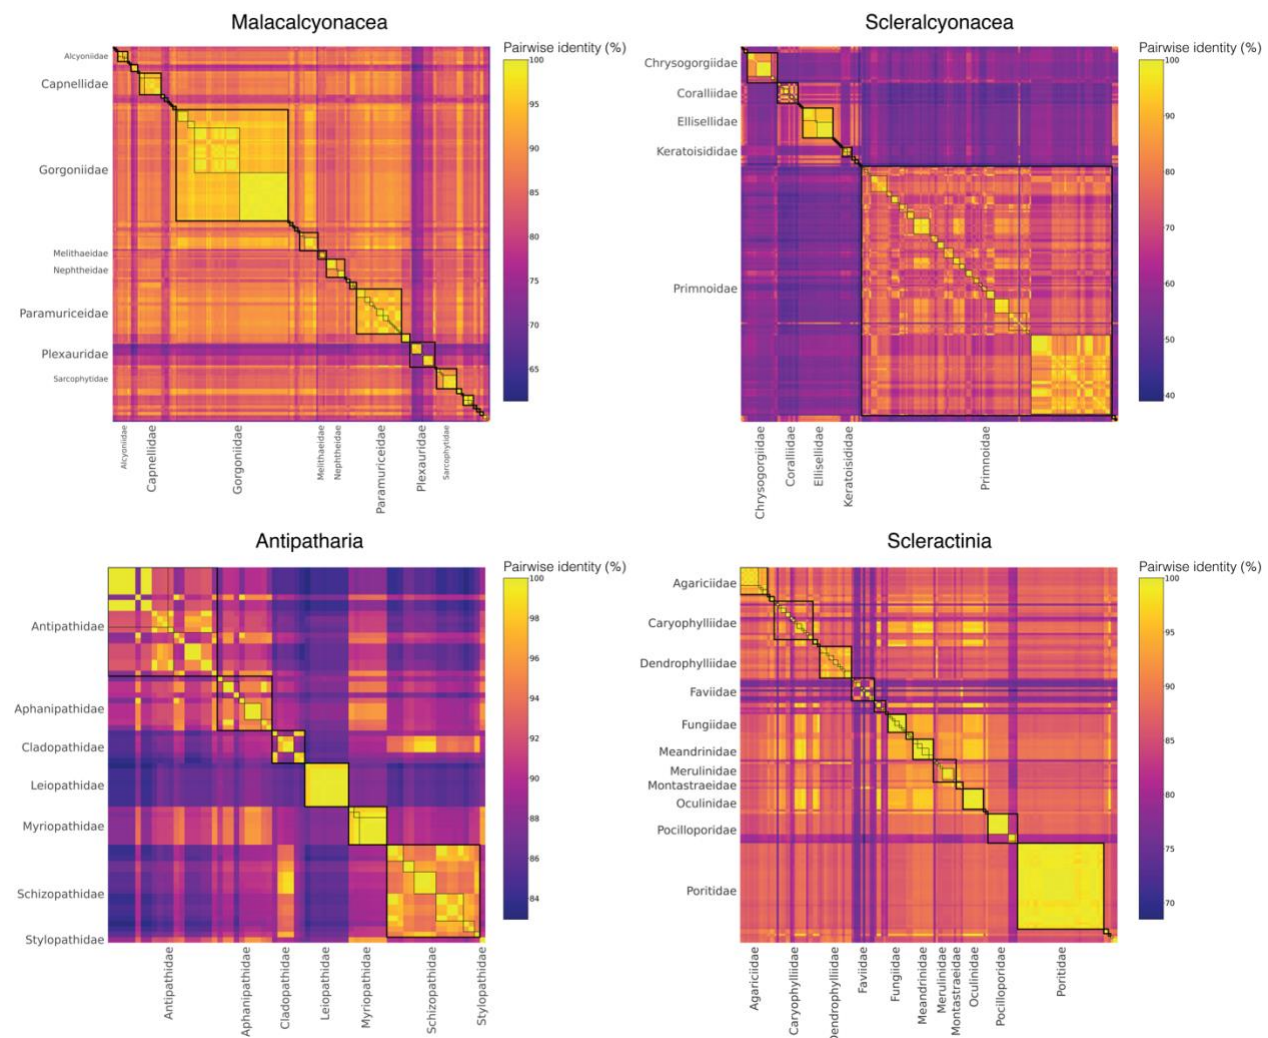 Malacalcyonacea
Pairwise identity (%)
Alcyoniidae
Capnellidae
Gorgoniidae
Melithaeidae
Nephtheidae
Paramuriceidae
Plexauridae
Sarcophytidae
100
95
90
85
80
75
70
65
Alcyoniidae
Capnellidae
Gorgoniidae
Melithaeidae
Nephtheidae
Paramuriceidae
Plexauridae
Sarcophytidae
Scleralcyonacea
Pairwise identity (%)
Chrysogorgiidae
Coralliidae
Ellisellidae
Keratoisididae
Primnoidae
100
90
80
70
60
50
40
Chrysogorgiidae
Coralliidae
Ellisellidae
Keratoisididae
Primnoidae
Antipatharia
Pairwise identity (%)
Antipathidae
Aphanipathidae
Cladopathidae
Leiopathidae
Myriopathidae
Schizopathidae
Stylopathidae
100
98
96
94
92
90
88
86
84
Antipathidae
Aphanipathidae
Cladopathidae
Leiopathidae
Myriopathidae
Schizopathidae
Stylopathidae
Scleractinia
Pairwise identity (%)
Agariciidae
Caryophylliidae
Dendrophylliidae
Faviidae
Fungiidae
Meandrinidae
Merulinidae
Montastraeidae
Oculinidae
Pocilloporidae
Poritidae
100
95
90
85
80
75
70
Agariciidae
Caryophylliidae
Dendrophylliidae
Faviidae
Fungiidae
Meandrinidae
Merulinidae
Montastraeidae
Oculinidae
Pocilloporidae
Poritidae